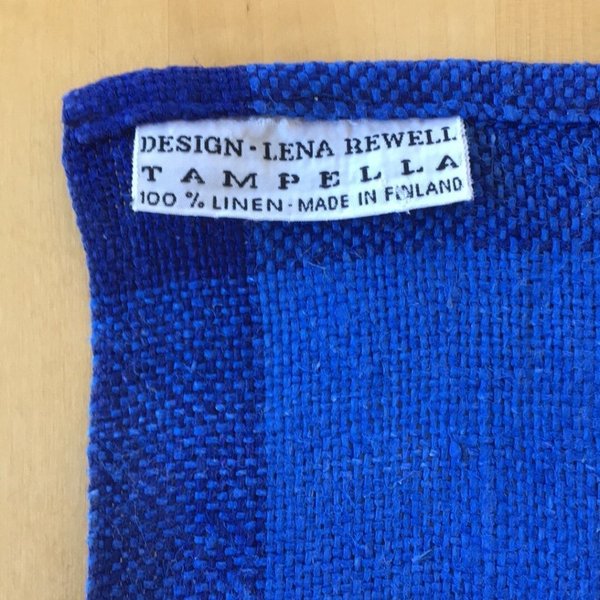 DESIGN · LENA REWELL
TAMPELLA
100 % LINEN · MADE IN FINLAND